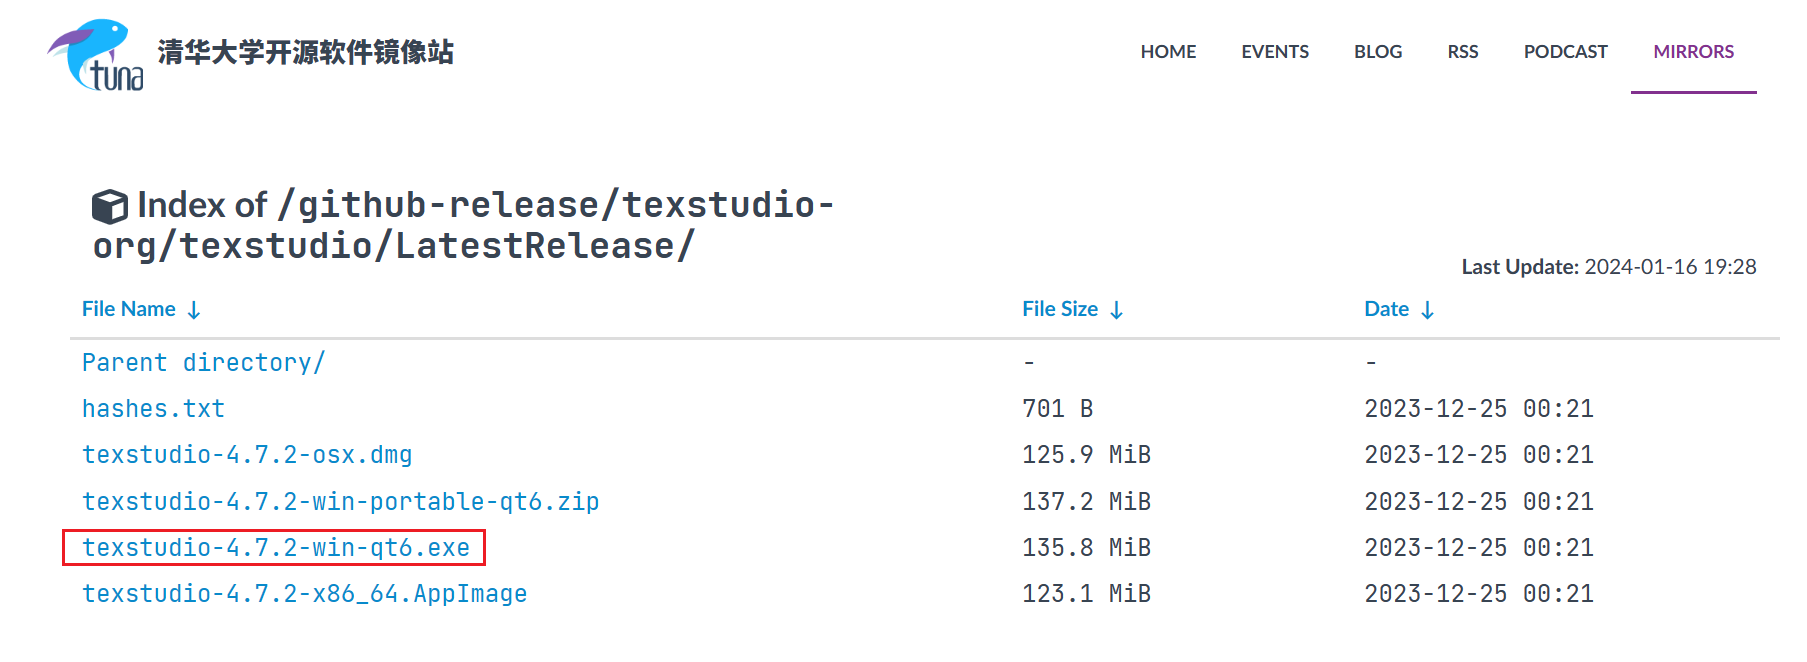 tuna
清华大学开源软件镜像站
HOME EVENTS BLOG RSS PODCAST MIRRORS
Index of /github-release/texstudio-
org/texstudio/LatestRelease/
Last Update: 2024-01-16 19:28
File Name ↓ File Size ↓ Date ↓
Parent directory/ - -
hashes.txt 701 B 2023-12-25 00:21
texstudio-4.7.2-osx.dmg 125.9 MiB 2023-12-25 00:21
texstudio-4.7.2-win-portable-qt6.zip 137.2 MiB 2023-12-25 00:21
texstudio-4.7.2-win-qt6.exe 135.8 MiB 2023-12-25 00:21
texstudio-4.7.2-x86_64.AppImage 123.1 MiB 2023-12-25 00:21